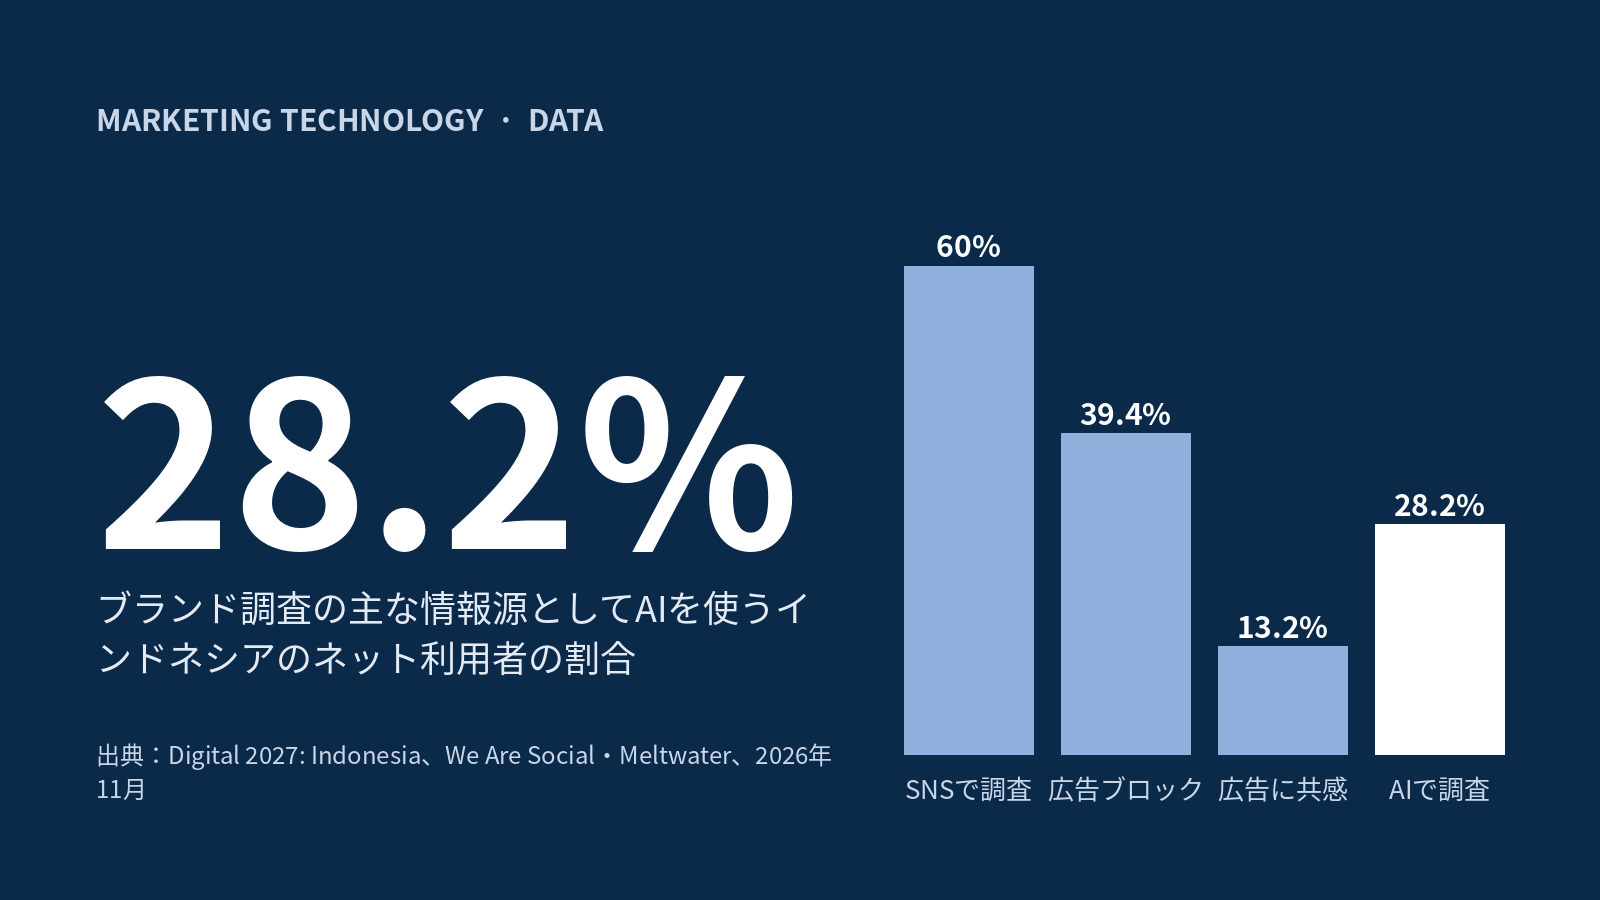 MARKETING TECHNOLOGY · DATA
28.2%
ブランド調査の主な情報源としてAIを使うイ
ンドネシアのネット利用者の割合
出典：Digital 2027: Indonesia、We Are Social・Meltwater、2026年
11月
60%
39.4%
13.2%
28.2%
SNSで調査
広告ブロック
広告に共感
AIで調査